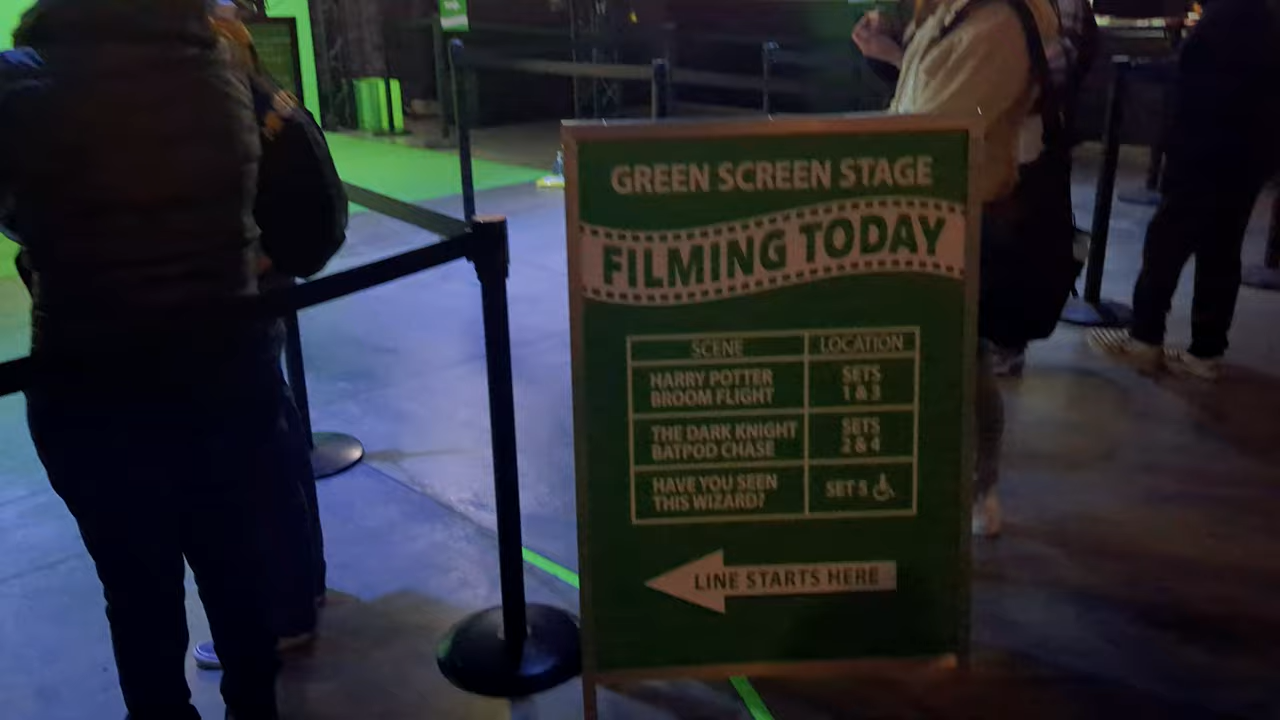 GREEN SCREEN STAGE
FILMING TODAY
SCENE LOCATION
HARRY POTTER
BROOM FLIGHT
SETS
1 & 3
THE DARK KNIGHT
BATPOD CHASE
SETS
2 & 4
HAVE YOU SEEN
THIS WIZARD?
SET 5
LINE STARTS HERE